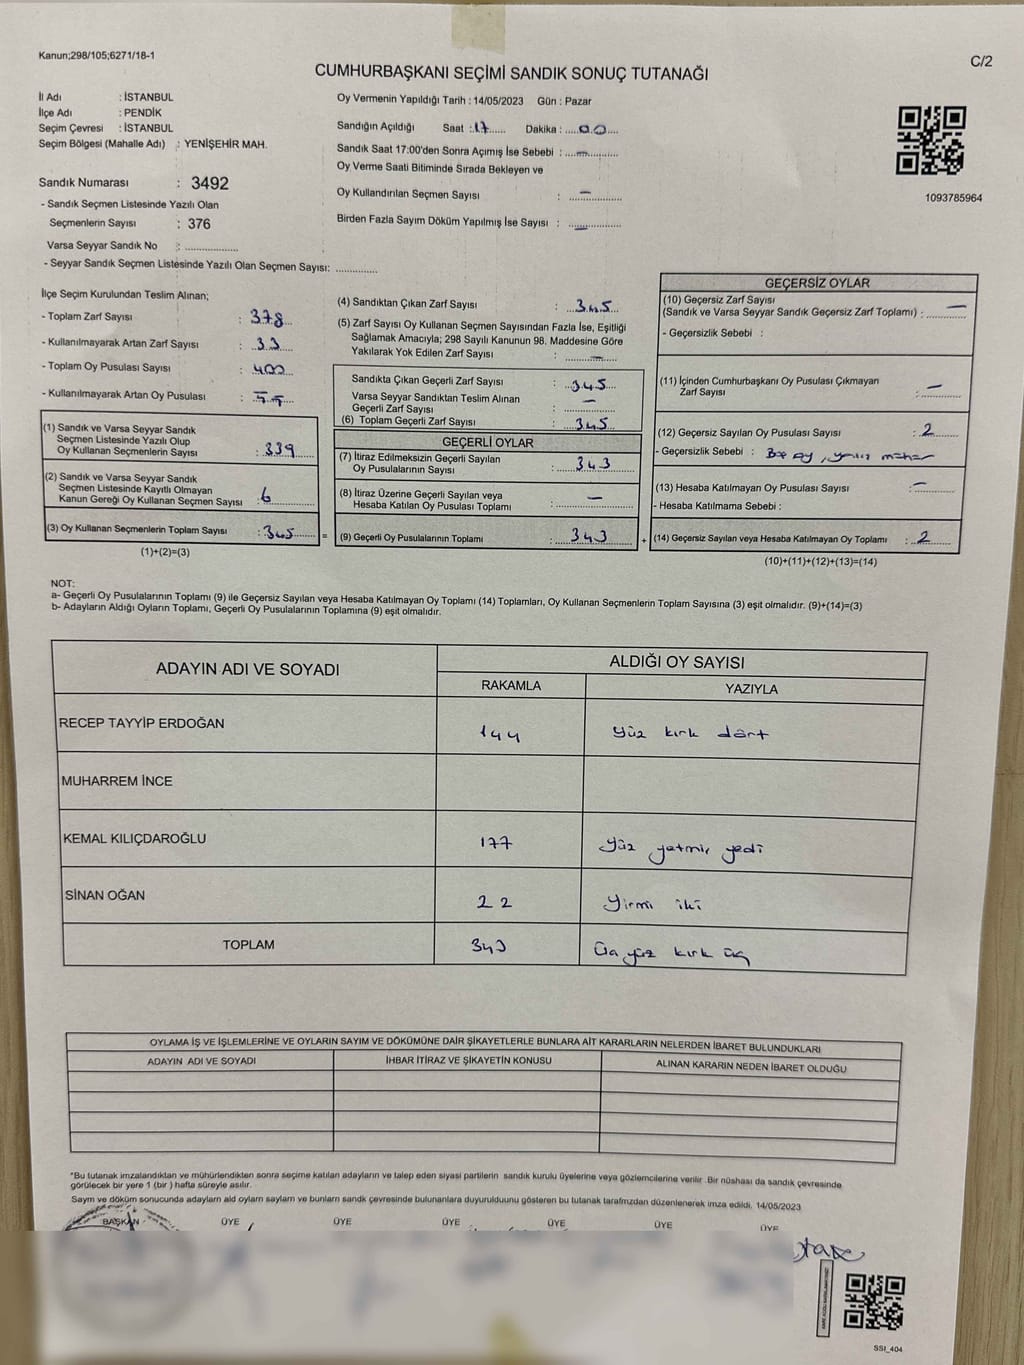 Kanun;298/105;6271/18-1
C/2
CUMHURBAŞKANI SEÇİMİ SANDIK SONUÇ TUTANAĞI
İl Adı : İSTANBUL
İlçe Adı : PENDİK
Seçim Çevresi : İSTANBUL
Seçim Bölgesi (Mahalle Adı) : YENİŞEHİR MAH.
Sandık Numarası : 3492
- Sandık Seçmen Listesinde Yazılı Olan
Seçmenlerin Sayısı : 376
Varsa Seyyar Sandık No : ................
- Seyyar Sandık Seçmen Listesinde Yazılı Olan Seçmen Sayısı: ............
Oy Vermenin Yapıldığı Tarih : 14/05/2023 Gün : Pazar
Sandığın Açıldığı Saat : 17 Dakika : 00
Sandık Saat 17:00'den Sonra Açımış İse Sebebi : —
Oy Verme Saati Bitiminde Sırada Bekleyen ve
Oy Kullandırılan Seçmen Sayısı : —
Birden Fazla Sayım Döküm Yapılmış İse Sayısı : —
1093785964
İlçe Seçim Kurulundan Teslim Alınan;
- Toplam Zarf Sayısı : 378
- Kullanılmayarak Artan Zarf Sayısı : 33
- Toplam Oy Pusulası Sayısı : 400
- Kullanılmayarak Artan Oy Pusulası : 55
(1) Sandık ve Varsa Seyyar Sandık
Seçmen Listesinde Yazılı Olup
Oy Kullanan Seçmenlerin Sayısı : 339
(2) Sandık ve Varsa Seyyar Sandık
Seçmen Listesinde Kayıtlı Olmayan
Kanun Gereği Oy Kullanan Seçmen Sayısı : 6
(3) Oy Kullanan Seçmenlerin Toplam Sayısı : 345 =
(1)+(2)=(3)
(4) Sandıktan Çıkan Zarf Sayısı : 345
(5) Zarf Sayısı Oy Kullanan Seçmen Sayısından Fazla İse, Eşitliği
Sağlamak Amacıyla; 298 Sayılı Kanunun 98. Maddesine Göre
Yakılarak Yok Edilen Zarf Sayısı : —
Sandıkta Çıkan Geçerli Zarf Sayısı : 345
Varsa Seyyar Sandıktan Teslim Alınan
Geçerli Zarf Sayısı : —
(6) Toplam Geçerli Zarf Sayısı : 345
GEÇERLİ OYLAR
(7) İtiraz Edilmeksizin Geçerli Sayılan
Oy Pusulalarının Sayısı : 343
(8) İtiraz Üzerine Geçerli Sayılan veya
Hesaba Katılan Oy Pusulaları Toplamı : —
(9) Geçerli Oy Pusulalarının Toplamı : 343 +
GEÇERSİZ OYLAR
(10) Geçersiz Zarf Sayısı
(Sandık ve Varsa Seyyar Sandık Geçersiz Zarf Toplamı) : —
- Geçersizlik Sebebi :
(11) İçinden Cumhurbaşkanı Oy Pusulası Çıkmayan
Zarf Sayısı : —
(12) Geçersiz Sayılan Oy Pusulası Sayısı : 2
- Geçersizlik Sebebi :
(13) Hesaba Katılmayan Oy Pusulası Sayısı : —
- Hesaba Katılmama Sebebi :
(14) Geçersiz Sayılan veya Hesaba Katılmayan Oy Toplamı : 2
(10)+(11)+(12)+(13)=(14)
NOT:
a- Geçerli Oy Pusulalarının Toplamı (9) ile Geçersiz Sayılan veya Hesaba Katılmayan Oy Toplamı (14) Toplamları, Oy Kullanan Seçmenlerin Toplam Sayısına (3) eşit olmalıdır. (9)+(14)=(3)
b- Adayların Aldığı Oyların Toplamı, Geçerli Oy Pusulalarının Toplamına (9) eşit olmalıdır.
ADAYIN ADI VE SOYADI ALDIĞI OY SAYISI
RAKAMLA YAZIYLA
RECEP TAYYİP ERDOĞAN 144 yüz kırk dört
MUHARREM İNCE
KEMAL KILIÇDAROĞLU 177 yüz yetmiş yedi
SİNAN OĞAN 22 yirmi iki
TOPLAM 343 üç yüz kırk üç
OYLAMA İŞ VE İŞLEMLERİNE VE OYLARIN SAYIM VE DÖKÜMÜNE DAİR ŞİKAYETLERLE BUNLARA AİT KARARLARIN NELERDEN İBARET BULUNDUKLARI
ADAYIN ADI VE SOYADI İHBAR İTİRAZ VE ŞİKAYETİN KONUSU ALINAN KARARIN NEDEN İBARET OLDUĞU
*Bu tutanak imzalandıktan ve mühürlendikten sonra seçime katılan adayların ve talep eden siyasi partilerin sandık kurulu üyelerine veya gözlemcilerine verilir .Bir nüshası da sandık çevresinde
görülecek bir yere 1 (bir ) hafta süreyle asılır.
Sayım ve döküm sonucunda adayların ald oyların sayların ve bunların sandık çevresinde bulunanlara duyurulduunu gösteren bu tutanak tarafmzdan düzenlenerek imza edildi. 14/05/2023
BAŞKAN ÜYE ÜYE ÜYE ÜYE ÜYE ÜYE
SSI_404